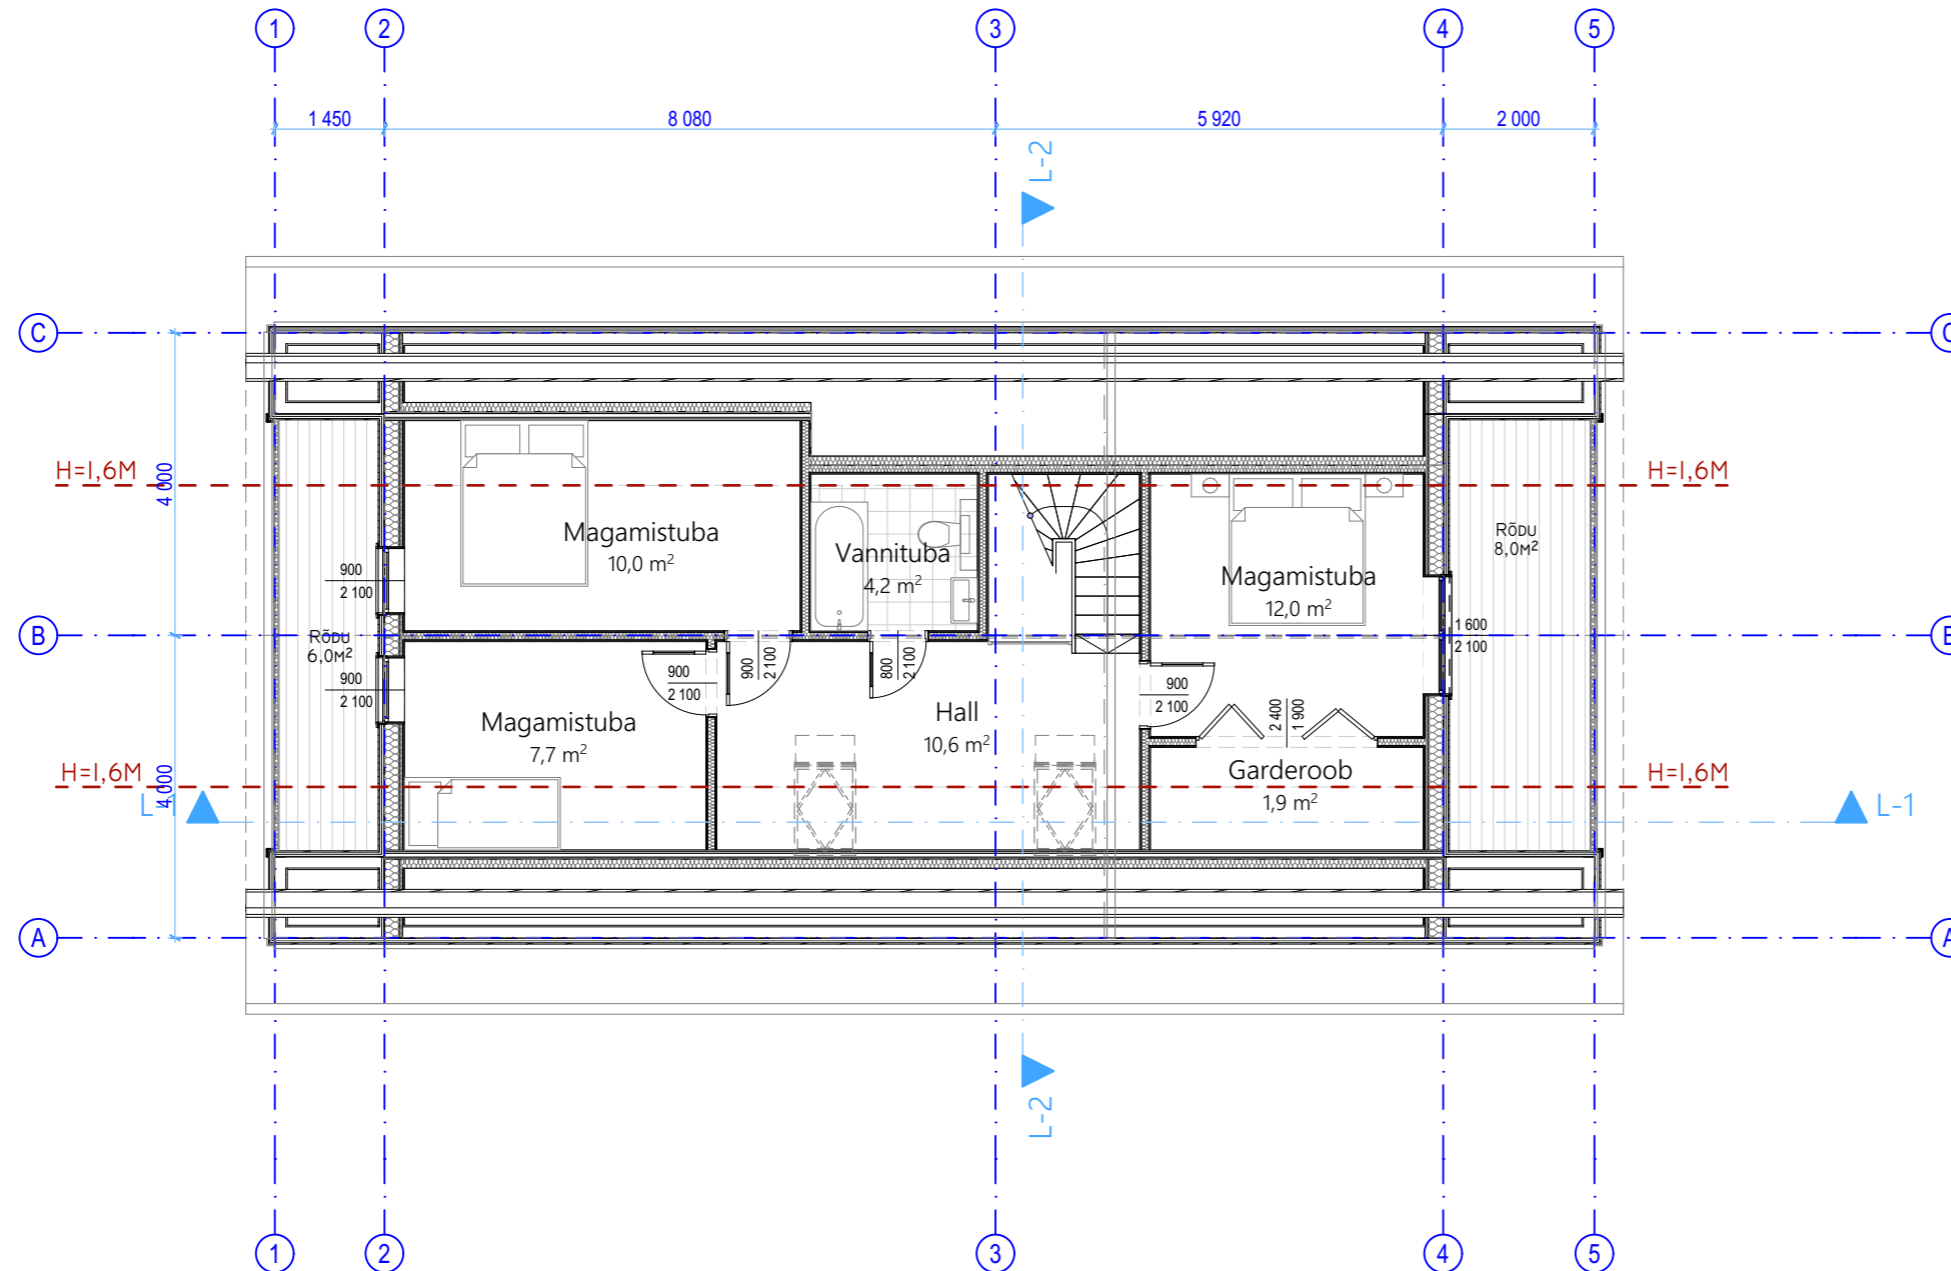 1 2 3 4 5
1 450 8 080 5 920 2 000
L-2
C C
H=1,6M H=1,6M
4 000
Magamistuba
10,0 m²
Vannituba
4,2 m²
Magamistuba
12,0 m²
RÕDU
8,0M²
900
2 100
B B
RÕDU
6,0M²
1 600
2 100
900
2 100
900
2 100
900
2 100
800
2 100
900
2 100
Magamistuba
7,7 m²
Hall
10,6 m²
2 400
1 900
Garderoob
1,9 m²
H=1,6M H=1,6M
4 000
L-1 L-1
A A
L-2
1 2 3 4 5